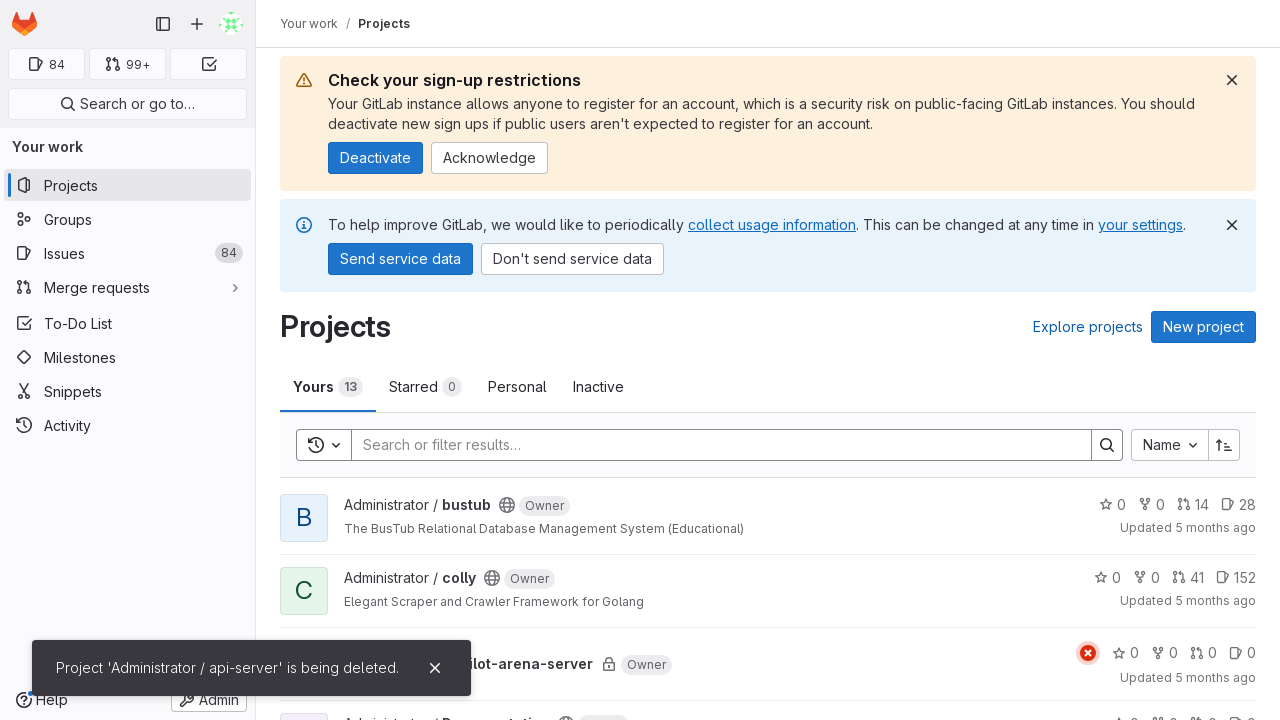 Your work / Projects
84
99+
Search or go to…
Your work
Projects
Groups
Issues 84
Merge requests
To-Do List
Milestones
Snippets
Activity
Help
Admin
Check your sign-up restrictions
Your GitLab instance allows anyone to register for an account, which is a security risk on public-facing GitLab instances. You should
deactivate new sign ups if public users aren't expected to register for an account.
Deactivate
Acknowledge
To help improve GitLab, we would like to periodically collect usage information. This can be changed at any time in your settings.
Send service data
Don't send service data
Projects
Explore projects
New project
Yours 13
Starred 0
Personal
Inactive
Search or filter results…
Name
B
Administrator / bustub Owner
0 0 14 28
The BusTub Relational Database Management System (Educational)
Updated 5 months ago
C
Administrator / colly Owner
0 0 41 152
Elegant Scraper and Crawler Framework for Golang
Updated 5 months ago
ilot-arena-server Owner
0 0 0 0
Updated 5 months ago
Project 'Administrator / api-server' is being deleted.